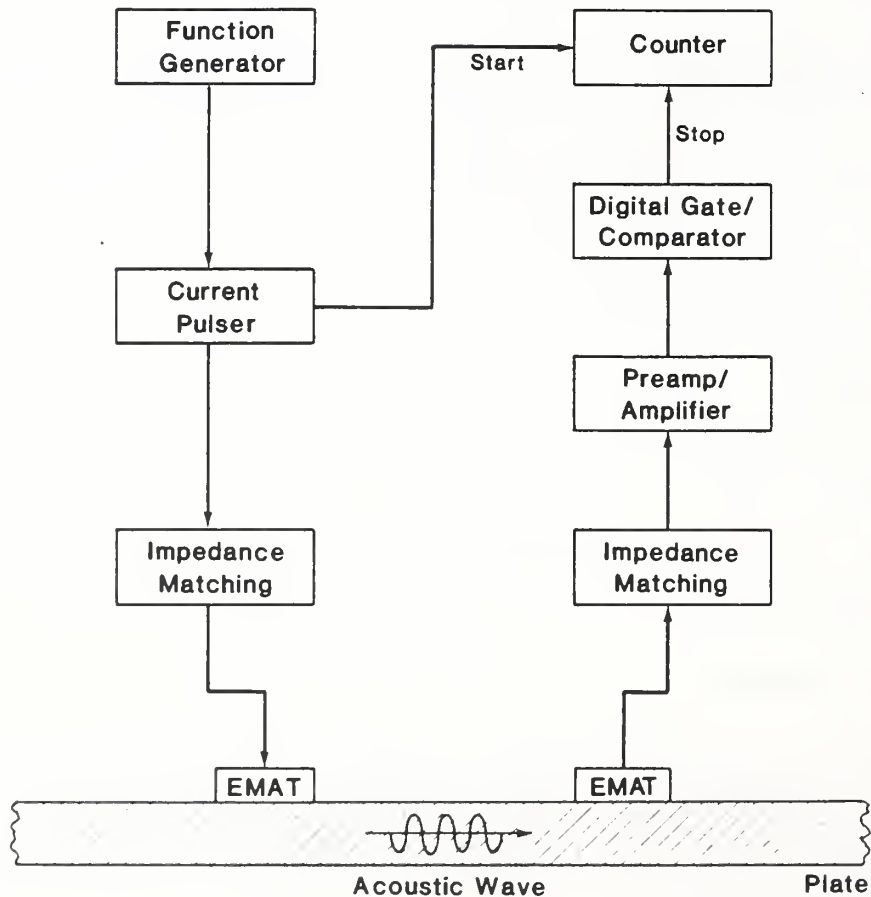 Function
Generator
Start
Counter
Stop
Digital Gate/
Comparator
Current
Pulser
Preamp/
Amplifier
Impedance
Matching
Impedance
Matching
EMAT
EMAT
Acoustic Wave
Plate